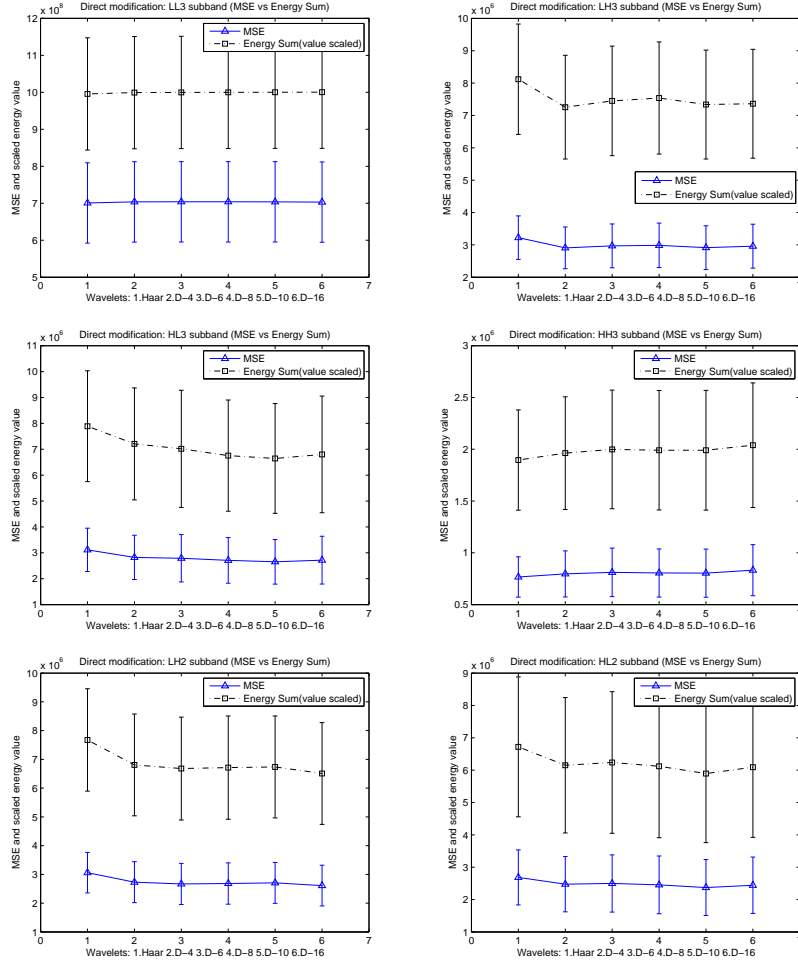 Direct modification: LL3 subband (MSE vs Energy Sum)
x 10^8
12
11
10
9
8
7
6
5
MSE and scaled energy value
MSE
Energy Sum(value scaled)
0 1 2 3 4 5 6 7
Wavelets: 1.Haar 2.D−4 3.D−6 4.D−8 5.D−10 6.D−16
Direct modification: LH3 subband (MSE vs Energy Sum)
x 10^6
10
9
8
7
6
5
4
3
2
MSE and scaled energy value
MSE
Energy Sum(value scaled)
0 1 2 3 4 5 6 7
Wavelets: 1.Haar 2.D−4 3.D−6 4.D−8 5.D−10 6.D−16
Direct modification: HL3 subband (MSE vs Energy Sum)
x 10^6
11
10
9
8
7
6
5
4
3
2
1
MSE and scaled energy value
MSE
Energy Sum(value scaled)
0 1 2 3 4 5 6 7
Wavelets: 1.Haar 2.D−4 3.D−6 4.D−8 5.D−10 6.D−16
Direct modification: HH3 subband (MSE vs Energy Sum)
x 10^6
3
2.5
2
1.5
1
0.5
MSE and scaled energy value
MSE
Energy Sum(value scaled)
0 1 2 3 4 5 6 7
Wavelets: 1.Haar 2.D−4 3.D−6 4.D−8 5.D−10 6.D−16
Direct modification: LH2 subband (MSE vs Energy Sum)
x 10^6
10
9
8
7
6
5
4
3
2
1
MSE and scaled energy value
MSE
Energy Sum(value scaled)
0 1 2 3 4 5 6 7
Wavelets: 1.Haar 2.D−4 3.D−6 4.D−8 5.D−10 6.D−16
Direct modification: HL2 subband (MSE vs Energy Sum)
x 10^6
10
9
8
7
6
5
4
3
2
1
MSE and scaled energy value
MSE
Energy Sum(value scaled)
0 1 2 3 4 5 6 7
Wavelets: 1.Haar 2.D−4 3.D−6 4.D−8 5.D−10 6.D−16